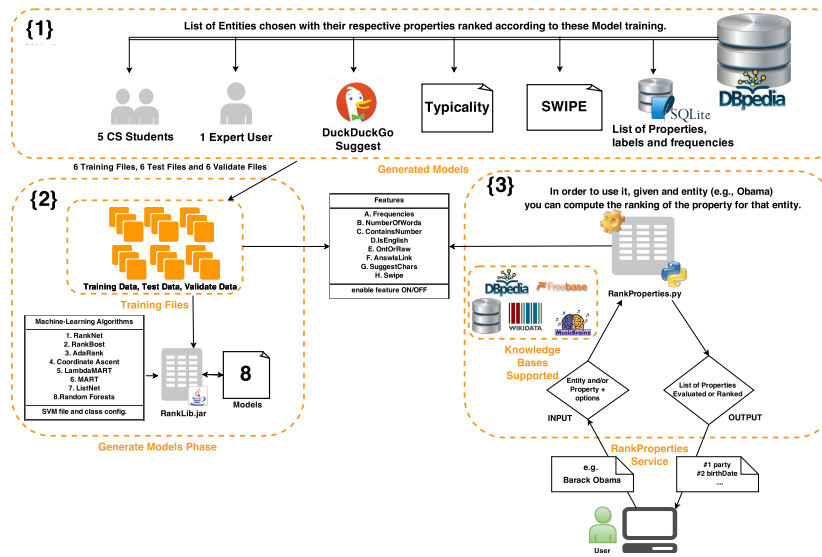 {1}
List of Entities chosen with their respective properties ranked according to these Model training.
DBpedia
5 CS Students
1 Expert User
DuckDuckGo
Suggest
Typicality
SWIPE
SQLite
List of Properties,
labels and frequencies
6 Training Files, 6 Test Files and 6 Validate Files
Generated Models
{2}
Training Data, Test Data, Validate Data
Training Files
Machine-Learning Algorithms
1. RankNet
2. RankBost
3. AdaRank
4. Coordinate Ascent
5. LambdaMART
6. MART
7. ListNet
8.Random Forests
SVM file and class config.
RankLib.jar
Java
8
Models
Generate Models Phase
Features
A. Frequencies
B. NumberOfWords
C. ContainsNumber
D.IsEnglish
E. OntOrRaw
F. AnswIsLink
G. SuggestChars
H. Swipe
enable feature ON/OFF
{3}
In order to use it, given and entity (e.g., Obama)
you can compute the ranking of the property for that entity.
RankProperties.py
DBpedia
Freebase
WIKIDATA
MusicBrainz
Knowledge
Bases
Supported
Entity and/or
Property +
options
INPUT
List of Properties
Evaluated or Ranked
OUTPUT
RankProperties
Service
e.g.
Barack Obama
#1 party
#2 birthDate
....
User